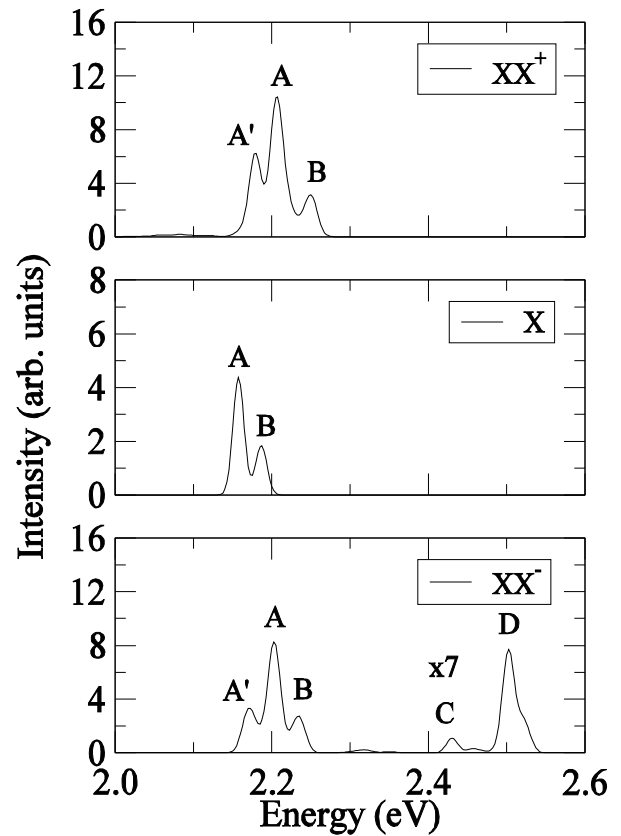 16
12
8
4
0
A'
A
B
XX⁺
8
6
4
2
0
A
B
X
Intensity (arb. units)
16
12
8
4
0
A'
A
B
x7
C
D
XX⁻
2.0 2.2 2.4 2.6
Energy (eV)